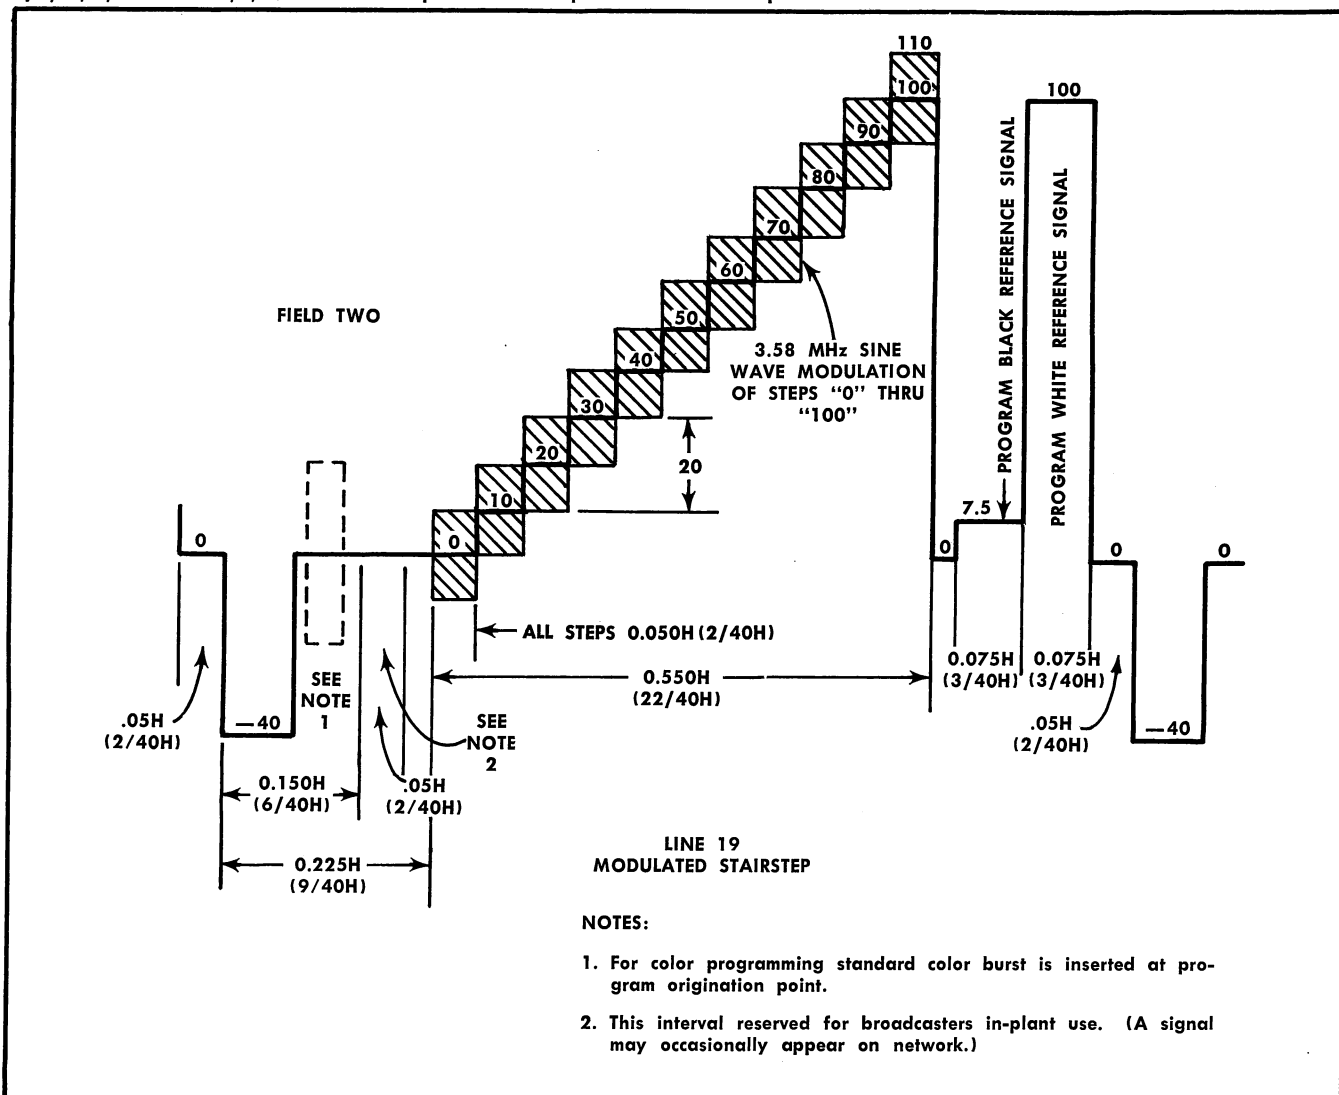 110
100
100
90
80
70
60
FIELD TWO
50
40
3.58 MHz SINE
WAVE MODULATION
OF STEPS “0” THRU
“100”
PROGRAM BLACK REFERENCE SIGNAL
PROGRAM WHITE REFERENCE SIGNAL
30
20
20
10
7.5
0
0
0
0
0
ALL STEPS 0.050H (2/40H)
0.550H
(22/40H)
0.075H
(3/40H)
0.075H
(3/40H)
SEE
NOTE
1
SEE
NOTE
2
.05H
(2/40H)
—40
.05H
(2/40H)
—40
0.150H
(6/40H)
.05H
(2/40H)
0.225H
(9/40H)
LINE 19
MODULATED STAIRSTEP
NOTES:
1. For color programming standard color burst is inserted at pro-
gram origination point.
2. This interval reserved for broadcasters in-plant use. (A signal
may occasionally appear on network.)